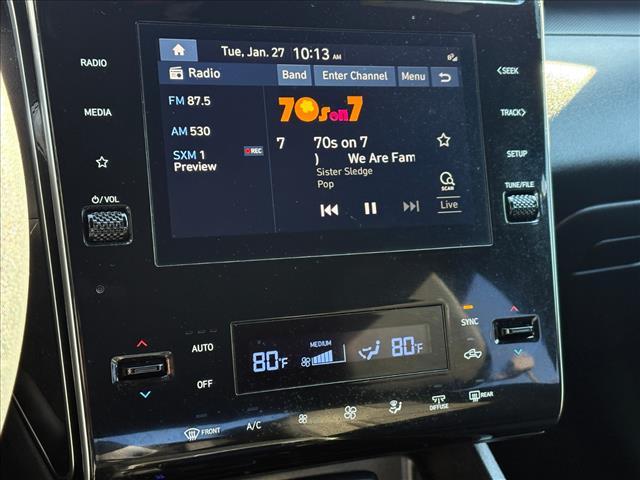 Tue, Jan. 27 10:13 AM
RADIO
Radio Band Enter Channel Menu
<SEEK
FM 87.5
70s on 7
MEDIA
TRACK>
AM 530
7 70s on 7
SXM 1 REC
) We Are Fam
SETUP
Preview
Sister Sledge
Pop
SCAN
TUNE/FILE
/VOL
Live
SYNC
AUTO
MEDIUM
80°F 80°F
OFF
FRONT A/C DIFFUSE REAR